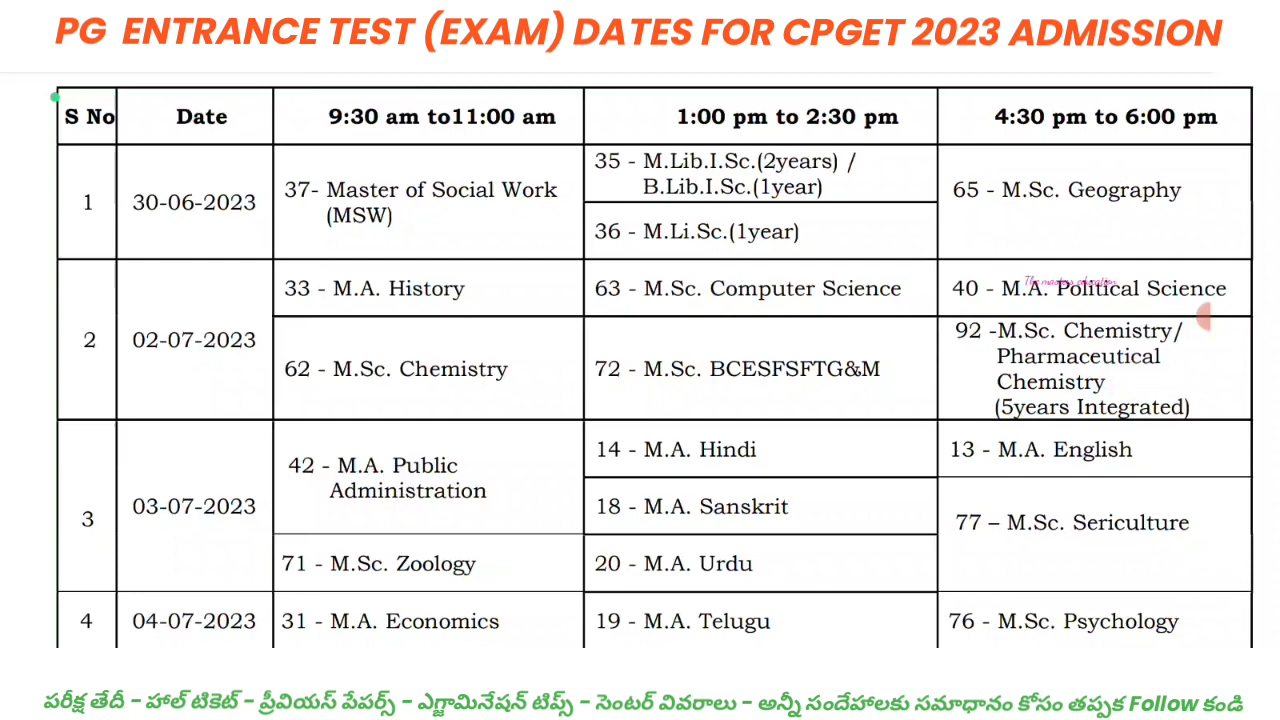 PG ENTRANCE TEST (EXAM) DATES FOR CPGET 2023 ADMISSION
S No Date 9:30 am to11:00 am 1:00 pm to 2:30 pm 4:30 pm to 6:00 pm
1 30-06-2023
37- Master of Social Work
(MSW)
35 - M.Lib.I.Sc.(2years) /
B.Lib.I.Sc.(1year)
36 - M.Li.Sc.(1year)
65 - M.Sc. Geography
2 02-07-2023
33 - M.A. History
63 - M.Sc. Computer Science
40 - M.A. Political Science
62 - M.Sc. Chemistry
72 - M.Sc. BCESFSFTG&M
92 -M.Sc. Chemistry/
Pharmaceutical
Chemistry
(5years Integrated)
3 03-07-2023
42 - M.A. Public
Administration
71 - M.Sc. Zoology
14 - M.A. Hindi
18 - M.A. Sanskrit
20 - M.A. Urdu
13 - M.A. English
77 – M.Sc. Sericulture
4 04-07-2023 31 - M.A. Economics 19 - M.A. Telugu 76 - M.Sc. Psychology
పరీక్ష తేదీ - హాల్ టికెట్ - ప్రీవియస్ పేపర్స్ - ఎగ్జామినేషన్ టిప్స్ - సెంటర్ వివరాలు - అన్నీ సందేహాలకు సమాధానం కోసం తప్పక Follow కండి